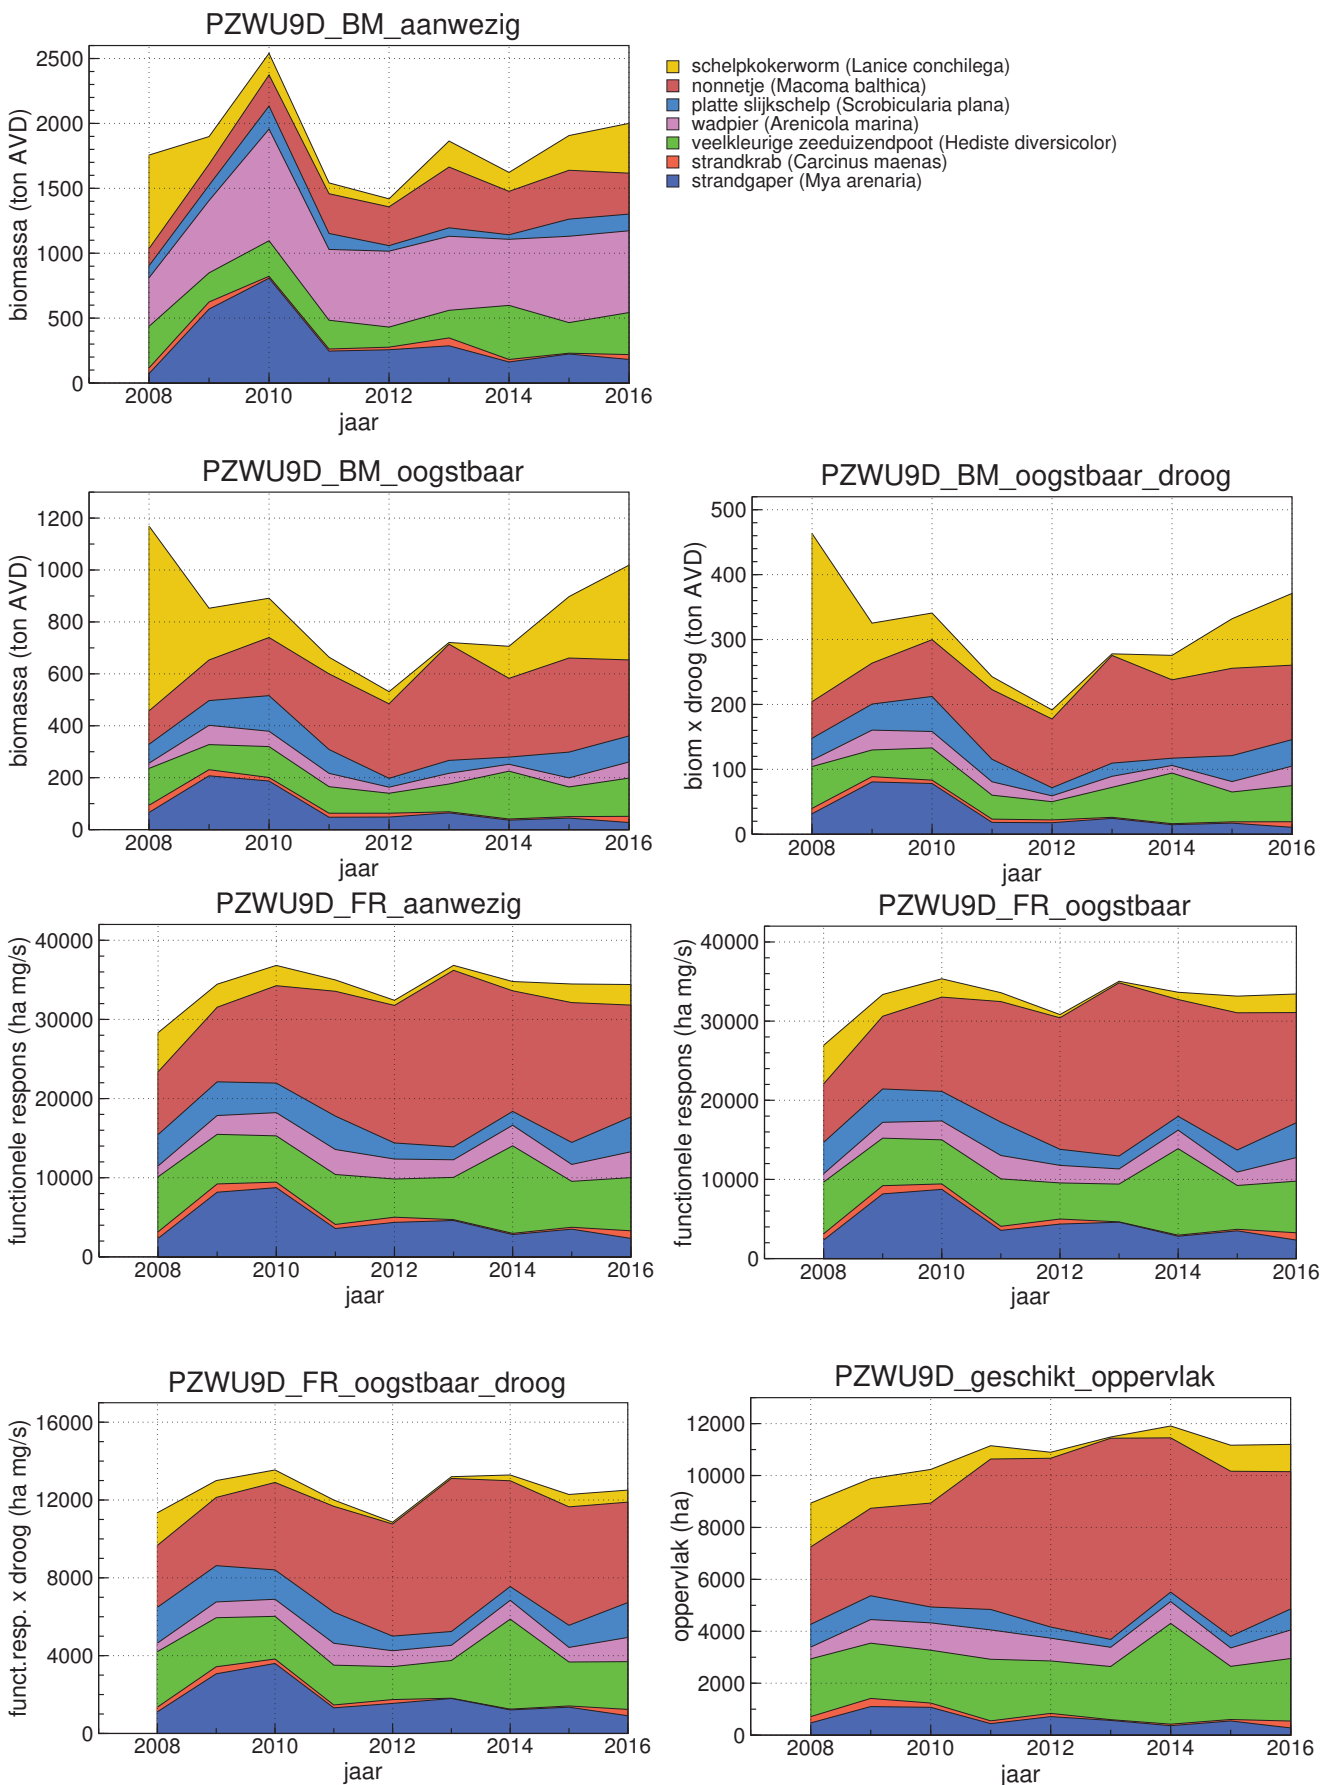 PZWU9D_BM_aanwezig
biomassa (ton AVD)
2500
2000
1500
1000
500
0
2008 2010 2012 2014 2016
jaar
schelpkokerworm (Lanice conchilega)
nonnetje (Macoma balthica)
platte slijkschelp (Scrobicularia plana)
wadpier (Arenicola marina)
veelkleurige zeeduizendpoot (Hediste diversicolor)
strandkrab (Carcinus maenas)
strandgaper (Mya arenaria)
PZWU9D_BM_oogstbaar
biomassa (ton AVD)
1200
1000
800
600
400
200
0
2008 2010 2012 2014 2016
jaar
PZWU9D_BM_oogstbaar_droog
biom x droog (ton AVD)
500
400
300
200
100
0
2008 2010 2012 2014 2016
jaar
PZWU9D_FR_aanwezig
functionele respons (ha mg/s)
40000
30000
20000
10000
0
2008 2010 2012 2014 2016
jaar
PZWU9D_FR_oogstbaar
functionele respons (ha mg/s)
40000
30000
20000
10000
0
2008 2010 2012 2014 2016
jaar
PZWU9D_FR_oogstbaar_droog
funct.resp. x droog (ha mg/s)
16000
12000
8000
4000
0
2008 2010 2012 2014 2016
jaar
PZWU9D_geschikt_oppervlak
oppervlak (ha)
12000
10000
8000
6000
4000
2000
0
2008 2010 2012 2014 2016
jaar